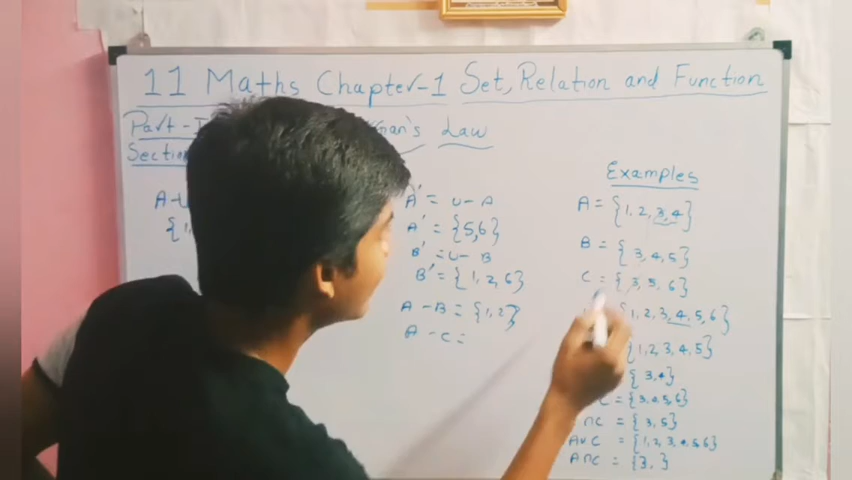 11 Maths Chapter-1 Set, Relation and Function
Part-I Law
Section
A-U
A' = U - A
A' = {5,6}
B' = U - B
B' = {1, 2, 6}
A - B = {1,2}
A - C =
Examples
A = {1, 2, 3, 4}
B = {3, 4, 5}
C = {3, 5, 6}
{1, 2, 3, 4, 5, 6}
{1,2,3,4,5}
{3,4}
C = {3,4,5,6}
∩C = {3, 5}
A∪C = {1,2,3,4,5,6}
A∩C = {3, }